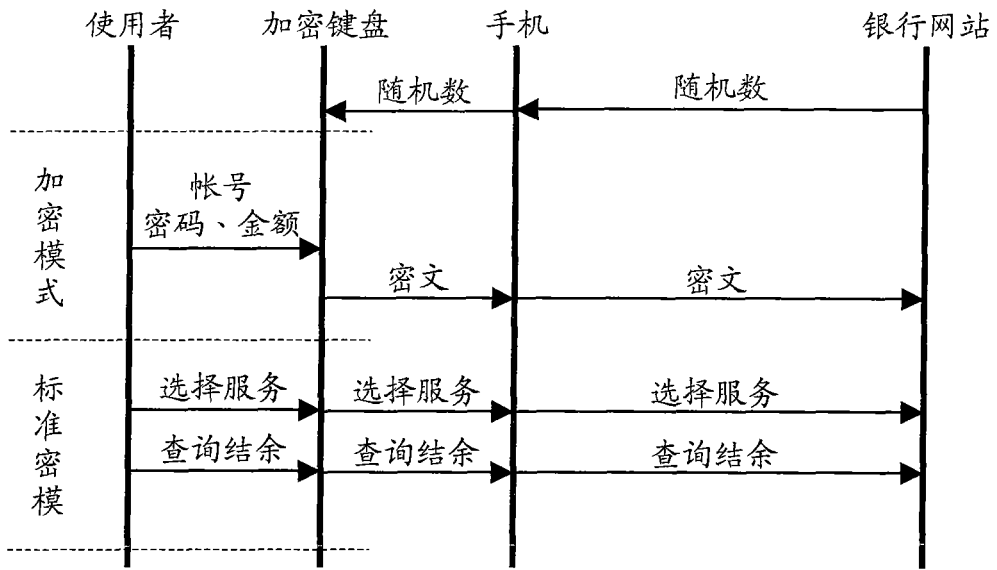 使用者
加密键盘
手机
银行网站
随机数
随机数
加密模式
帐号
密码、金额
密文
密文
标准密模
选择服务
选择服务
选择服务
查询结余
查询结余
查询结余